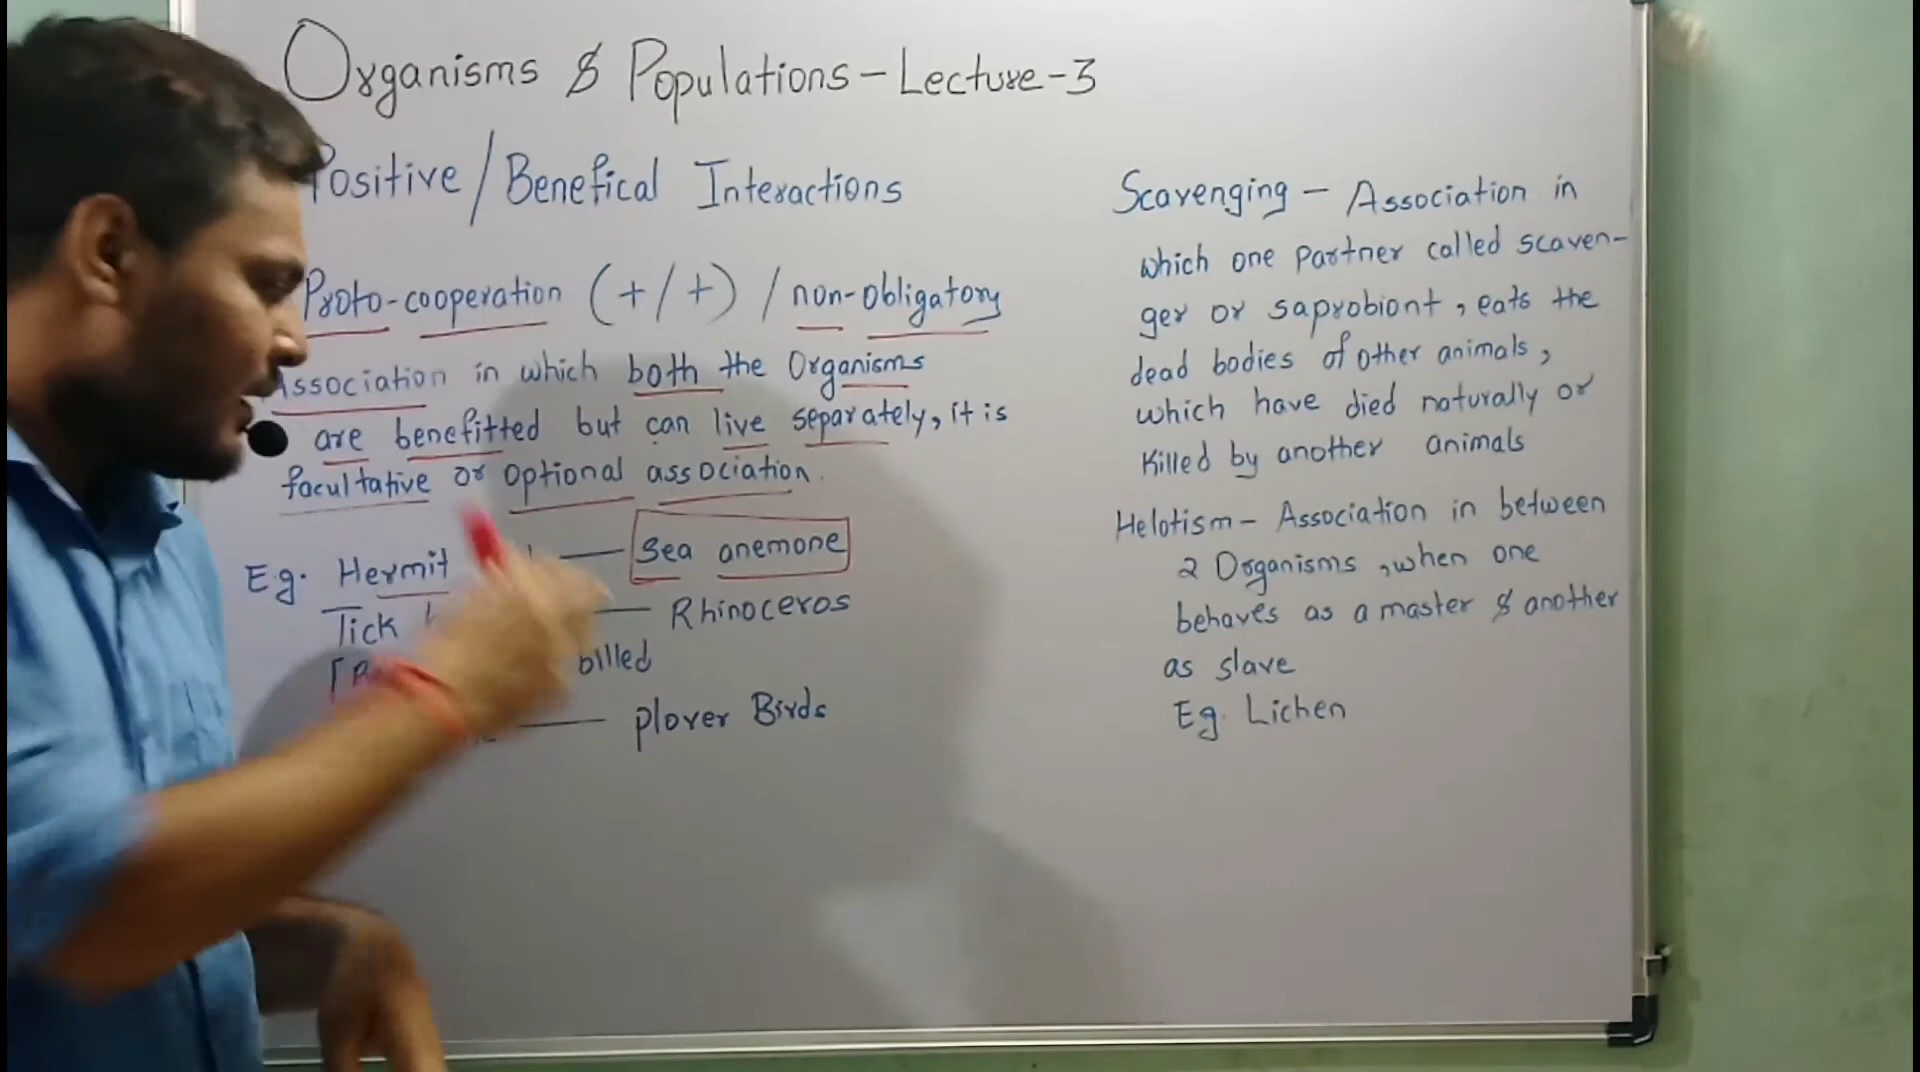 Organisms & Populations - Lecture-3
Positive / Benefical Interactions
Proto-cooperation (+/+) / non-obligatory
Association in which both the Organisms
are benefitted but can live separately, it is
facultative or optional association.
Eg. Hermit — Sea anemone
Tick — Rhinoceros
billed
— plover Birds
Scavenging - Association in
which one partner called scaven-
ger or saprobiont, eats the
dead bodies of other animals,
which have died naturally or
killed by another animals
Helotism - Association in between
2 Organisms, when one
behaves as a master & another
as slave
Eg. Lichen